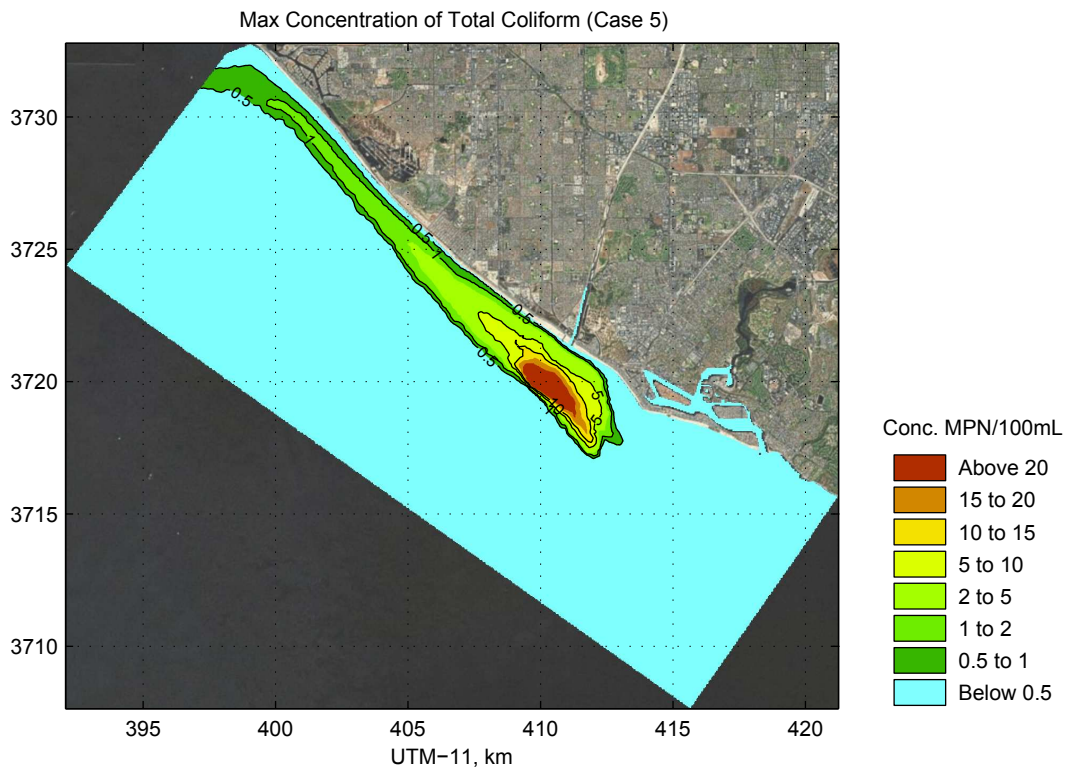 Max Concentration of Total Coliform (Case 5)
3730
3725
3720
3715
3710
0.5
1
0.5
1
0.5
0.5
5
5
10
395
400
405
410
415
420
UTM−11, km
Conc. MPN/100mL
Above 20
15 to 20
10 to 15
5 to 10
2 to 5
1 to 2
0.5 to 1
Below 0.5